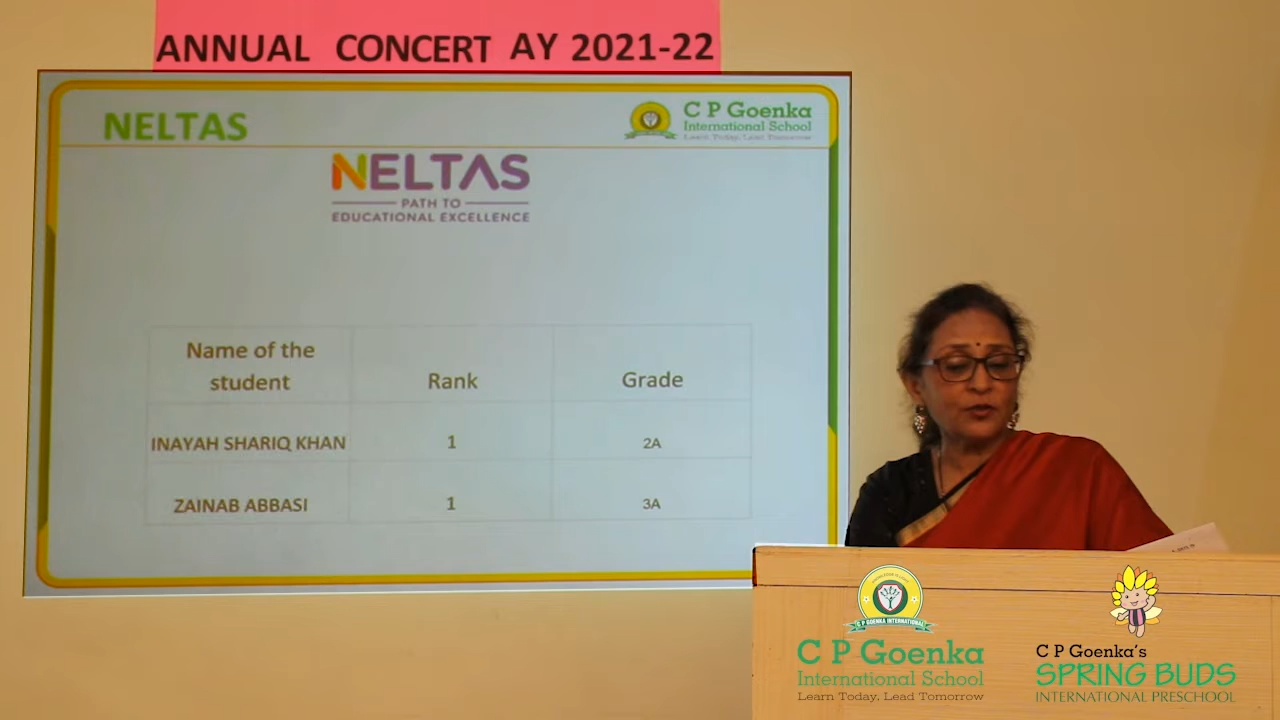 ANNUAL CONCERT AY 2021-22
NELTAS
C P Goenka
International School
Learn Today, Lead Tomorrow
NELTAS
PATH TO
EDUCATIONAL EXCELLENCE
Name of the
student
Rank
Grade
INAYAH SHARIQ KHAN 1 2A
ZAINAB ABBASI 1 3A
C P GOENKA INTERNATIONAL
C P Goenka
International School
Learn Today, Lead Tomorrow
C P Goenka's
SPRING BUDS
INTERNATIONAL PRESCHOOL